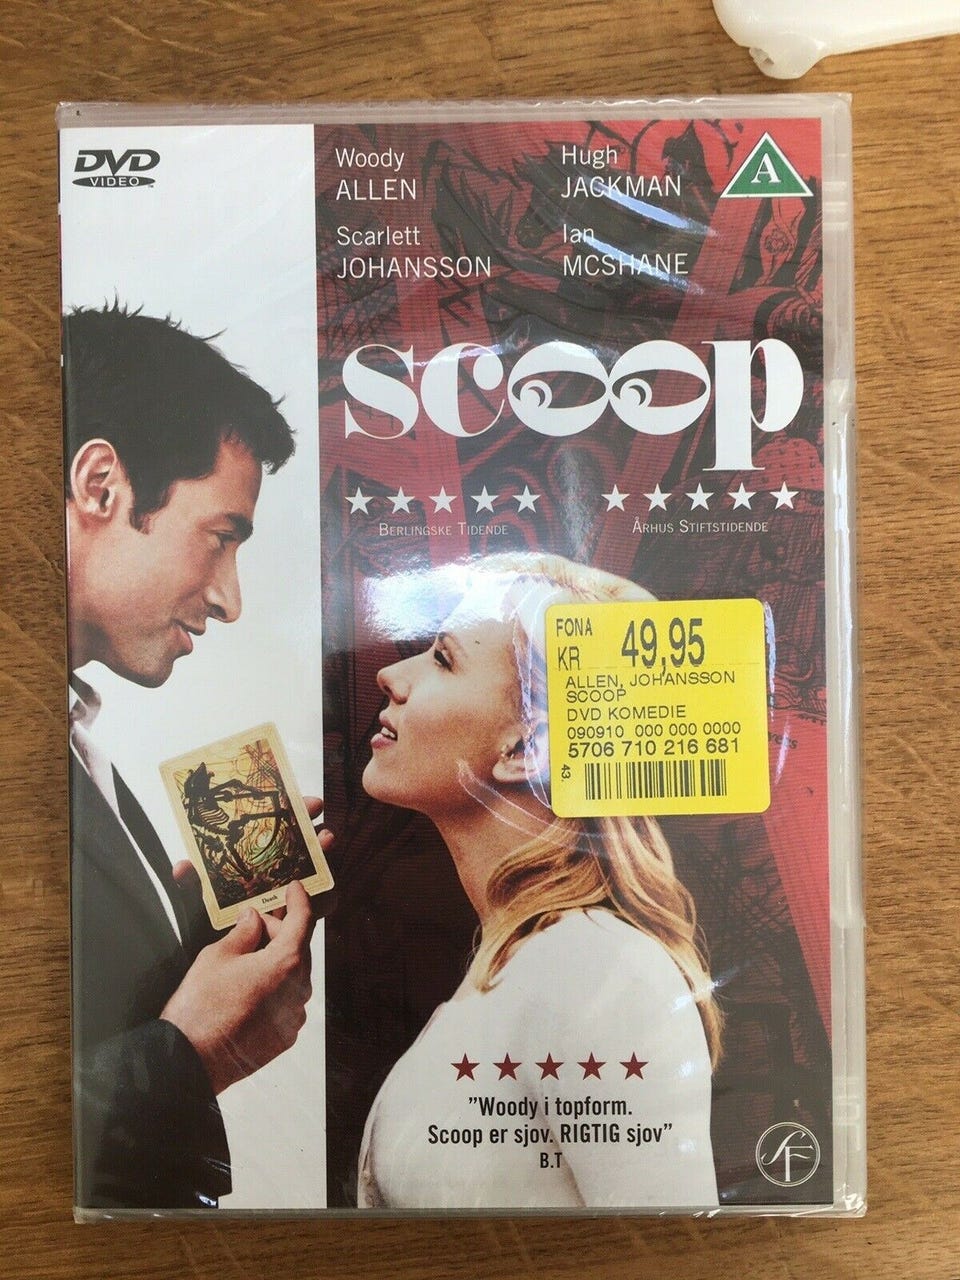 DVD
VIDEO
Woody
ALLEN
Hugh
JACKMAN
A
Scarlett
JOHANSSON
Ian
MCSHANE
scoop
BERLINGSKE TIDENDE
ÅRHUS STIFTSTIDENDE
FONA
KR 49,95
ALLEN, JOHANSSON
SCOOP
DVD KOMEDIE
090910 000 000 0000
5706 710 216 681
43.
Death
"Woody i topform.
Scoop er sjov. RIGTIG sjov"
B.T
SF